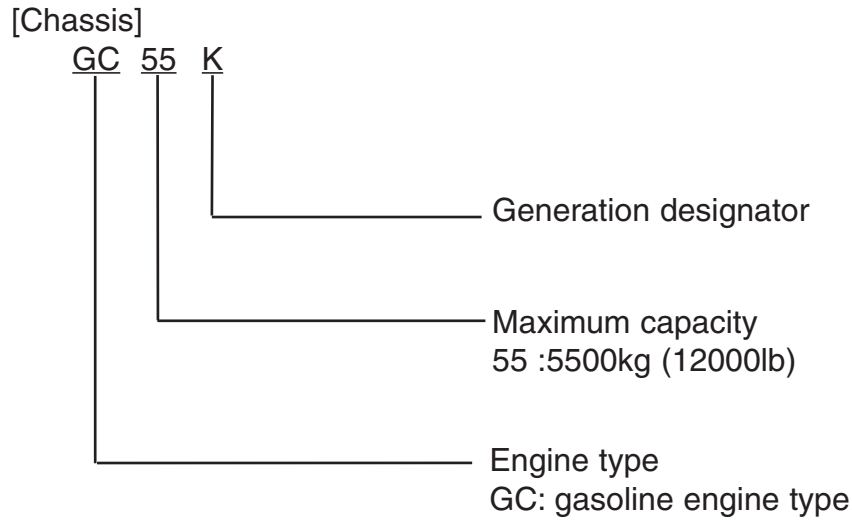 [Chassis]
GC 55 K
Generation designator
Maximum capacity
55 :5500kg (12000lb)
Engine type
GC: gasoline engine type